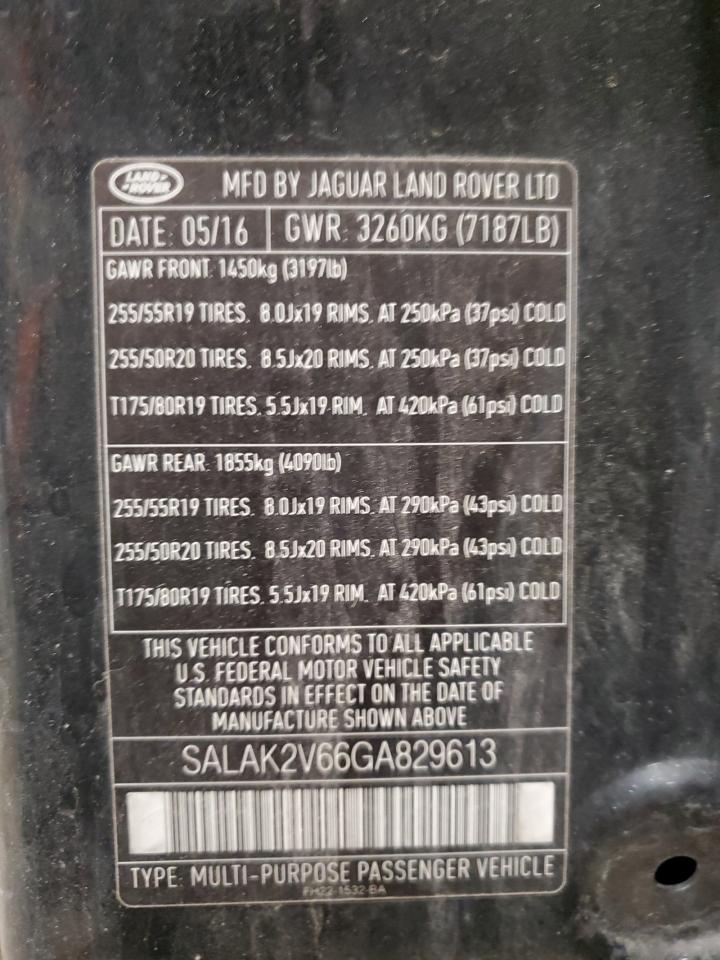 LAND-
-ROVER
MFD BY JAGUAR LAND ROVER LTD
DATE: 05/16 GWR: 3260KG (7187LB)
GAWR FRONT: 1450kg (3197lb)
255/55R19 TIRES. 8.0Jx19 RIMS. AT 250kPa (37psi) COLD
255/50R20 TIRES. 8.5Jx20 RIMS. AT 250kPa (37psi) COLD
T175/80R19 TIRES. 5.5Jx19 RIM. AT 420kPa (61psi) COLD
GAWR REAR: 1855kg (4090lb)
255/55R19 TIRES. 8.0Jx19 RIMS. AT 290kPa (43psi) COLD
255/50R20 TIRES. 8.5Jx20 RIMS. AT 290kPa (43psi) COLD
T175/80R19 TIRES. 5.5Jx19 RIM. AT 420kPa (61psi) COLD
THIS VEHICLE CONFORMS TO ALL APPLICABLE
U.S. FEDERAL MOTOR VEHICLE SAFETY
STANDARDS IN EFFECT ON THE DATE OF
MANUFACTURE SHOWN ABOVE
SALAK2V66GA829613
TYPE: MULTI-PURPOSE PASSENGER VEHICLE
FH22-1532-BA